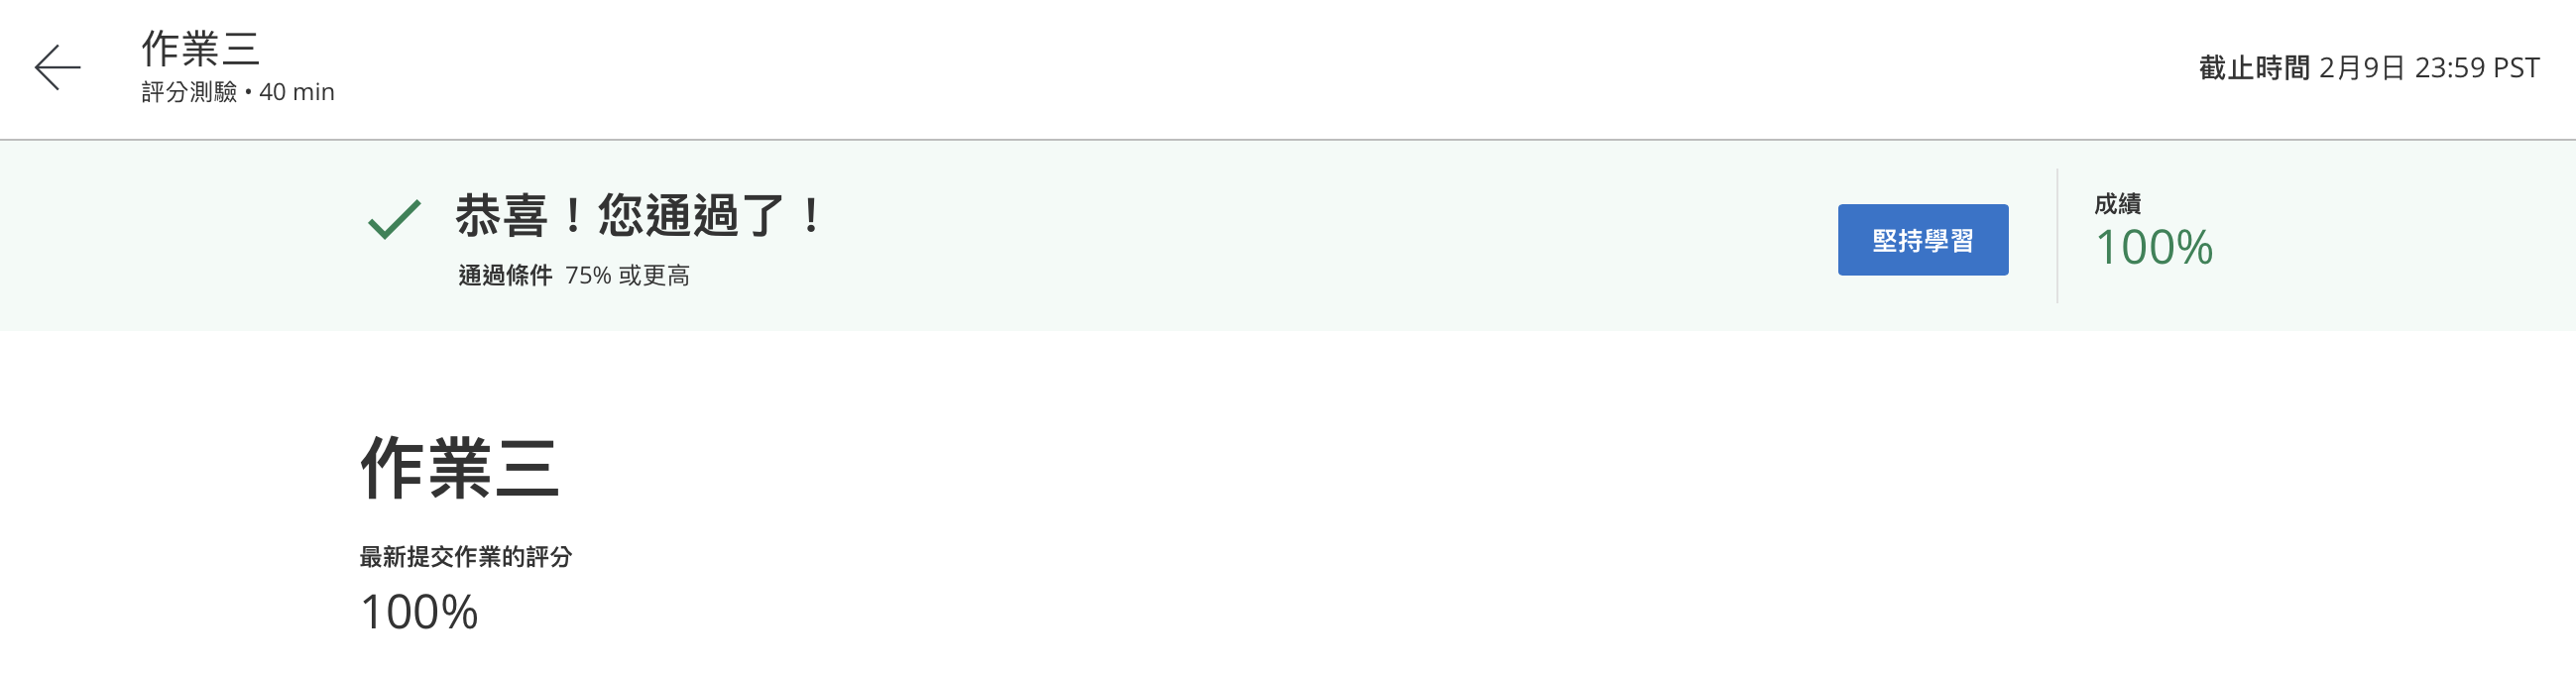 作業三
評分測驗 • 40 min
截止時間 2月9日 23:59 PST
恭喜！您通過了！
通過條件 75% 或更高
堅持學習
成績
100%
作業三
最新提交作業的評分
100%